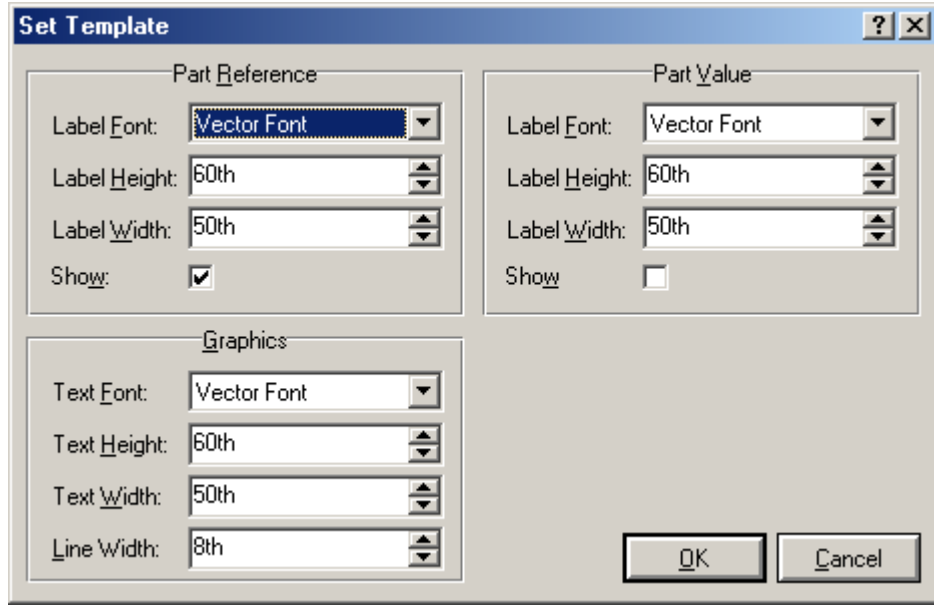 Set Template
Part Reference
Label Font: Vector Font
Label Height: 60th
Label Width: 50th
Show:
Part Value
Label Font: Vector Font
Label Height: 60th
Label Width: 50th
Show
Graphics
Text Font: Vector Font
Text Height: 60th
Text Width: 50th
Line Width: 8th
OK Cancel